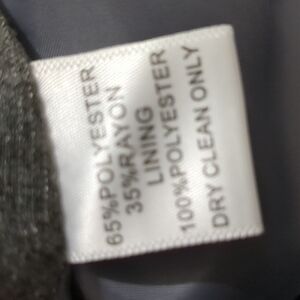 65%POLYESTER
35%RAYON
LINING
100%POLYESTER
DRY CLEAN ONLY